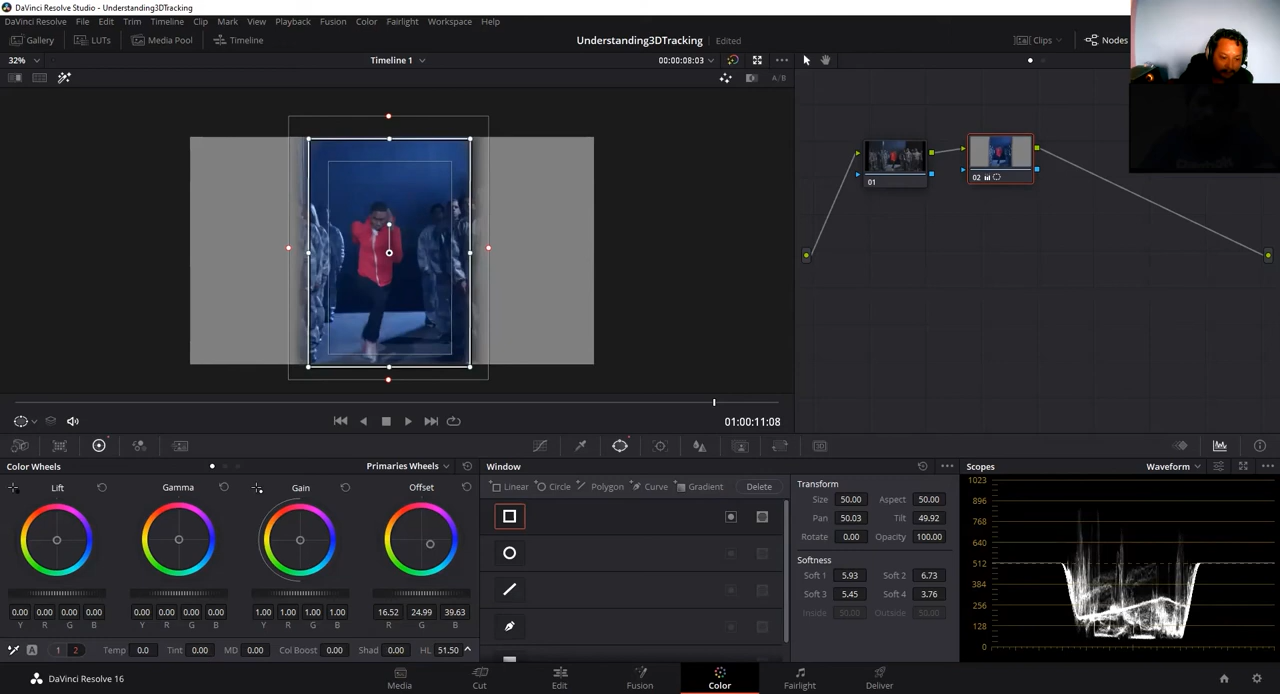 DaVinci Resolve Studio - Understanding3DTracking
DaVinci Resolve File Edit Trim Timeline Clip Mark View Playback Fusion Color Fairlight Workspace Help
Gallery LUTs Media Pool Timeline Understanding3DTracking Edited Clips Nodes
32% Timeline 1 00:00:08:03
A/B
01
02
01:00:11:08
Color Wheels Primaries Wheels Window Scopes Waveform
Lift Gamma Gain Offset
Linear Circle Polygon Curve Gradient Delete
Transform
Size 50.00 Aspect 50.00
Pan 50.03 Tilt 49.92
Rotate 0.00 Opacity 100.00
Softness
Soft 1 5.93 Soft 2 6.73
Soft 3 5.45 Soft 4 3.76
Inside 50.00 Outside 50.00
1023
896
768
640
512
384
256
128
0
0.00 0.00 0.00 0.00 0.00 0.00 0.00 0.00 1.00 1.00 1.00 1.00 16.52 24.99 39.63
Y R G B Y R G B Y R G B R G B
A 1 2 Temp 0.0 Tint 0.00 MD 0.00 Col Boost 0.00 Shad 0.00 HL 51.50
DaVinci Resolve 16 Media Cut Edit Fusion Color Fairlight Deliver